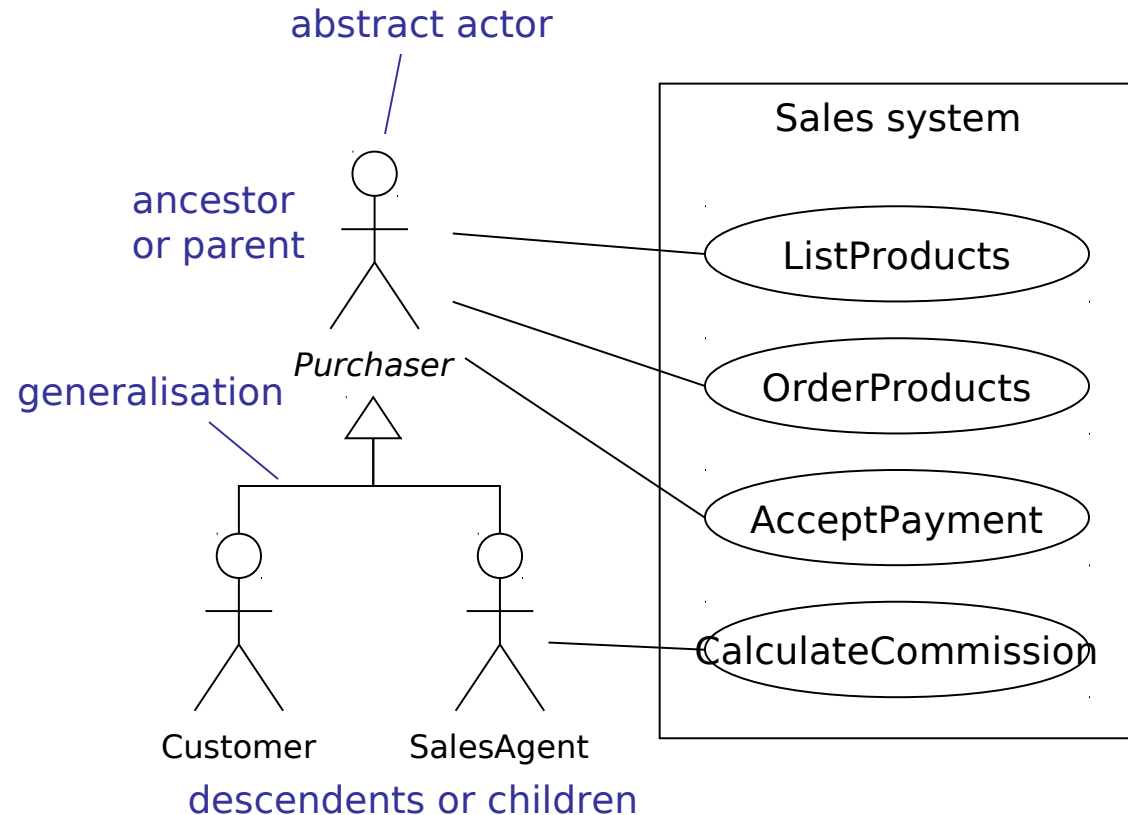 abstract actor
Sales system
ancestor
or parent
ListProducts
Purchaser
generalisation
OrderProducts
AcceptPayment
CalculateCommission
Customer
SalesAgent
descendents or children